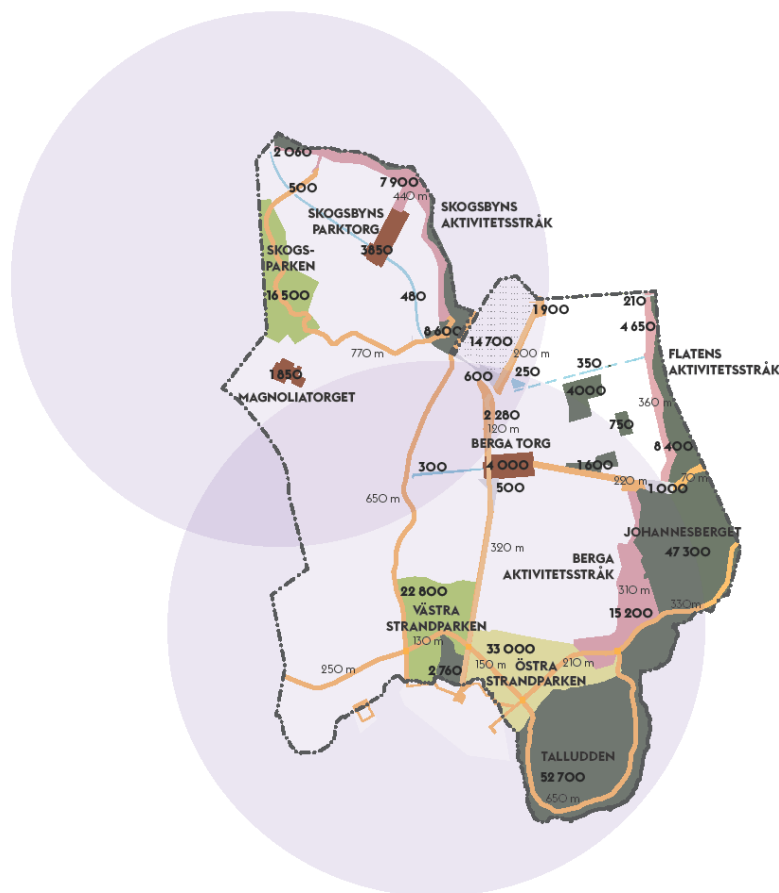 2 060
500
7 900
440 m
SKOGSBYNS
AKTIVITETSSTRÅK
SKOGSBYNS
PARKTORG
3850
SKOGS-
PARKEN
16 500
480
8 600
770 m
14 700
1 900
200 m
210
4 650
FLATENS
AKTIVITETSSTRÅK
350
250
600
4000
360 m
750
1 850
MAGNOLIATORGET
2 280
120 m
BERGA TORG
4 000
500
300
1 600
8 400
220 m
1 000
70 m
650 m
JOHANNESBERGET
47 300
320 m
BERGA
AKTIVITETSSTRÅK
310 m
15 200
330 m
22 800
VÄSTRA
STRANDPARKEN
130 m
2 760
33 000
150 m
ÖSTRA
STRANDPARKEN
210 m
250 m
TALLUDDEN
52 700
650 m